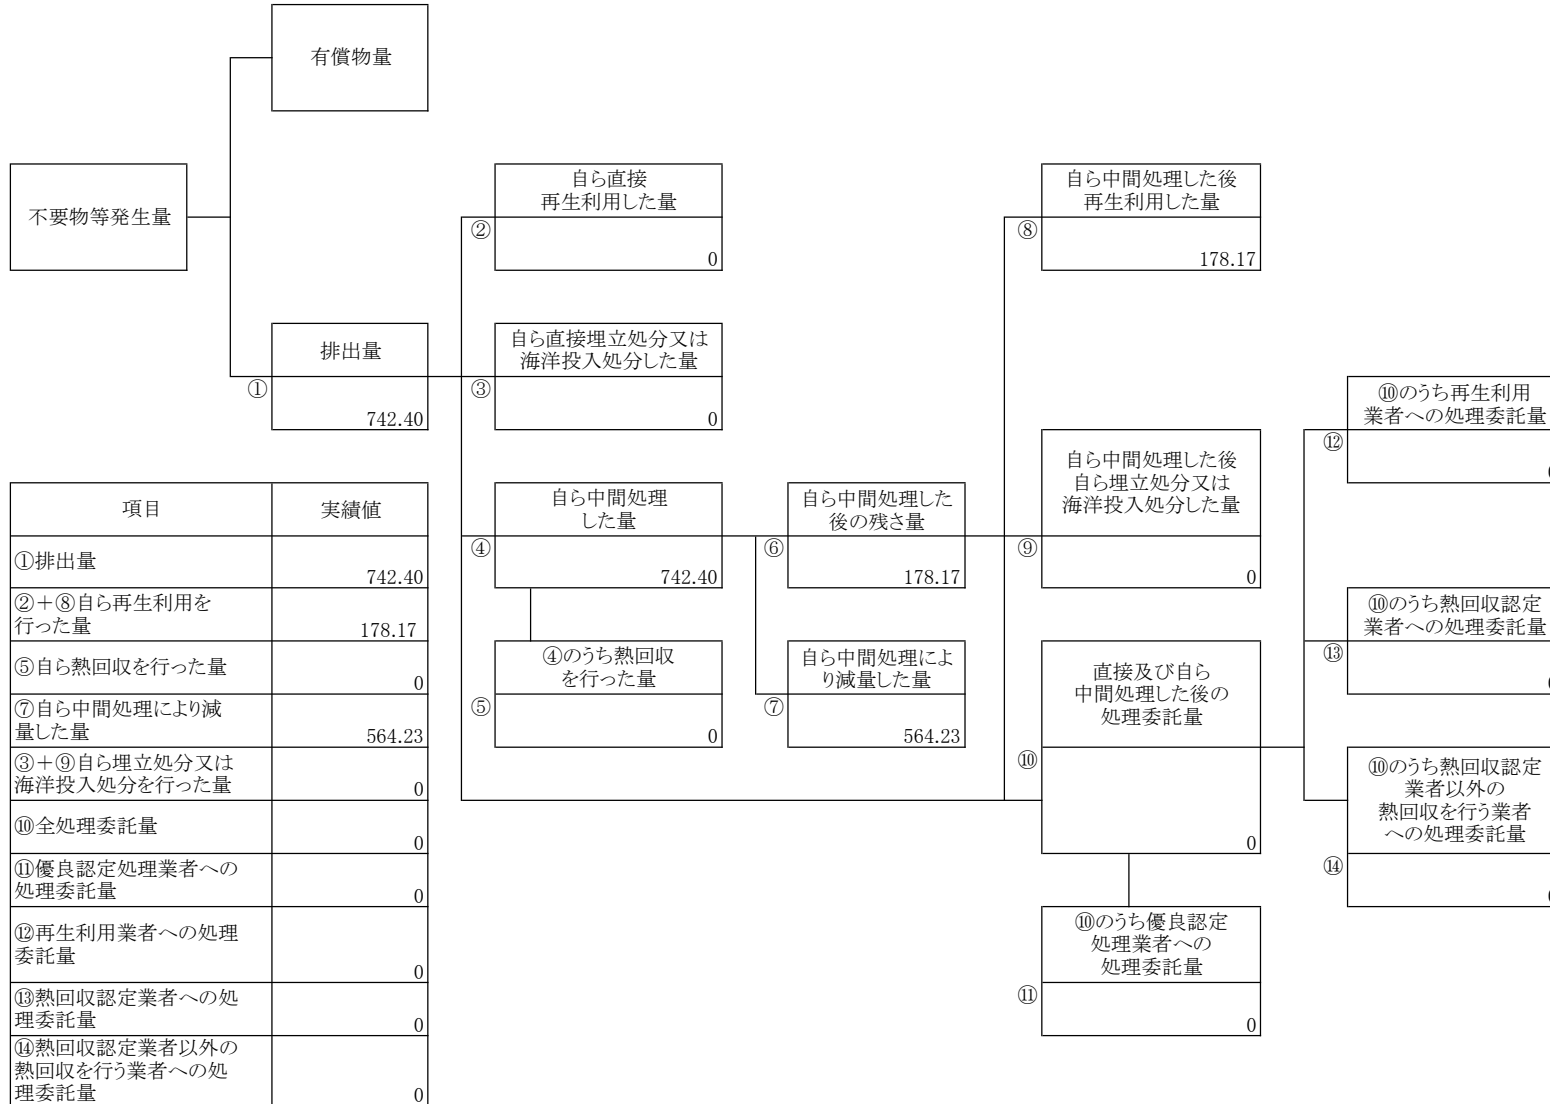 有償物量
不要物等発生量
自ら直接
再生利用した量
②
0
自ら中間処理した後
再生利用した量
⑧
178.17
排出量
①
742.40
自ら直接埋立処分又は
海洋投入処分した量
③
0
⑩のうち再生利用
業者への処理委託量
⑫
自ら中間処理した後
自ら埋立処分又は
海洋投入処分した量
⑨
0
自ら中間処理
した量
④
742.40
自ら中間処理した
後の残さ量
⑥
178.17
④のうち熱回収
を行った量
⑤
0
自ら中間処理によ
り減量した量
⑦
564.23
⑩のうち熱回収認定
業者への処理委託量
⑬
直接及び自ら
中間処理した後の
処理委託量
⑩
0
⑩のうち熱回収認定
業者以外の
熱回収を行う業者
への処理委託量
⑭
⑩のうち優良認定
処理業者への
処理委託量
⑪
0
項目 実績値
①排出量
742.40
②+⑧自ら再生利用を
行った量 178.17
⑤自ら熱回収を行った量
0
⑦自ら中間処理により減
量した量 564.23
③+⑨自ら埋立処分又は
海洋投入処分を行った量 0
⑩全処理委託量
0
⑪優良認定処理業者への
処理委託量 0
⑫再生利用業者への処理
委託量
0
⑬熱回収認定業者への処
理委託量 0
⑭熱回収認定業者以外の
熱回収を行う業者への処
理委託量 0